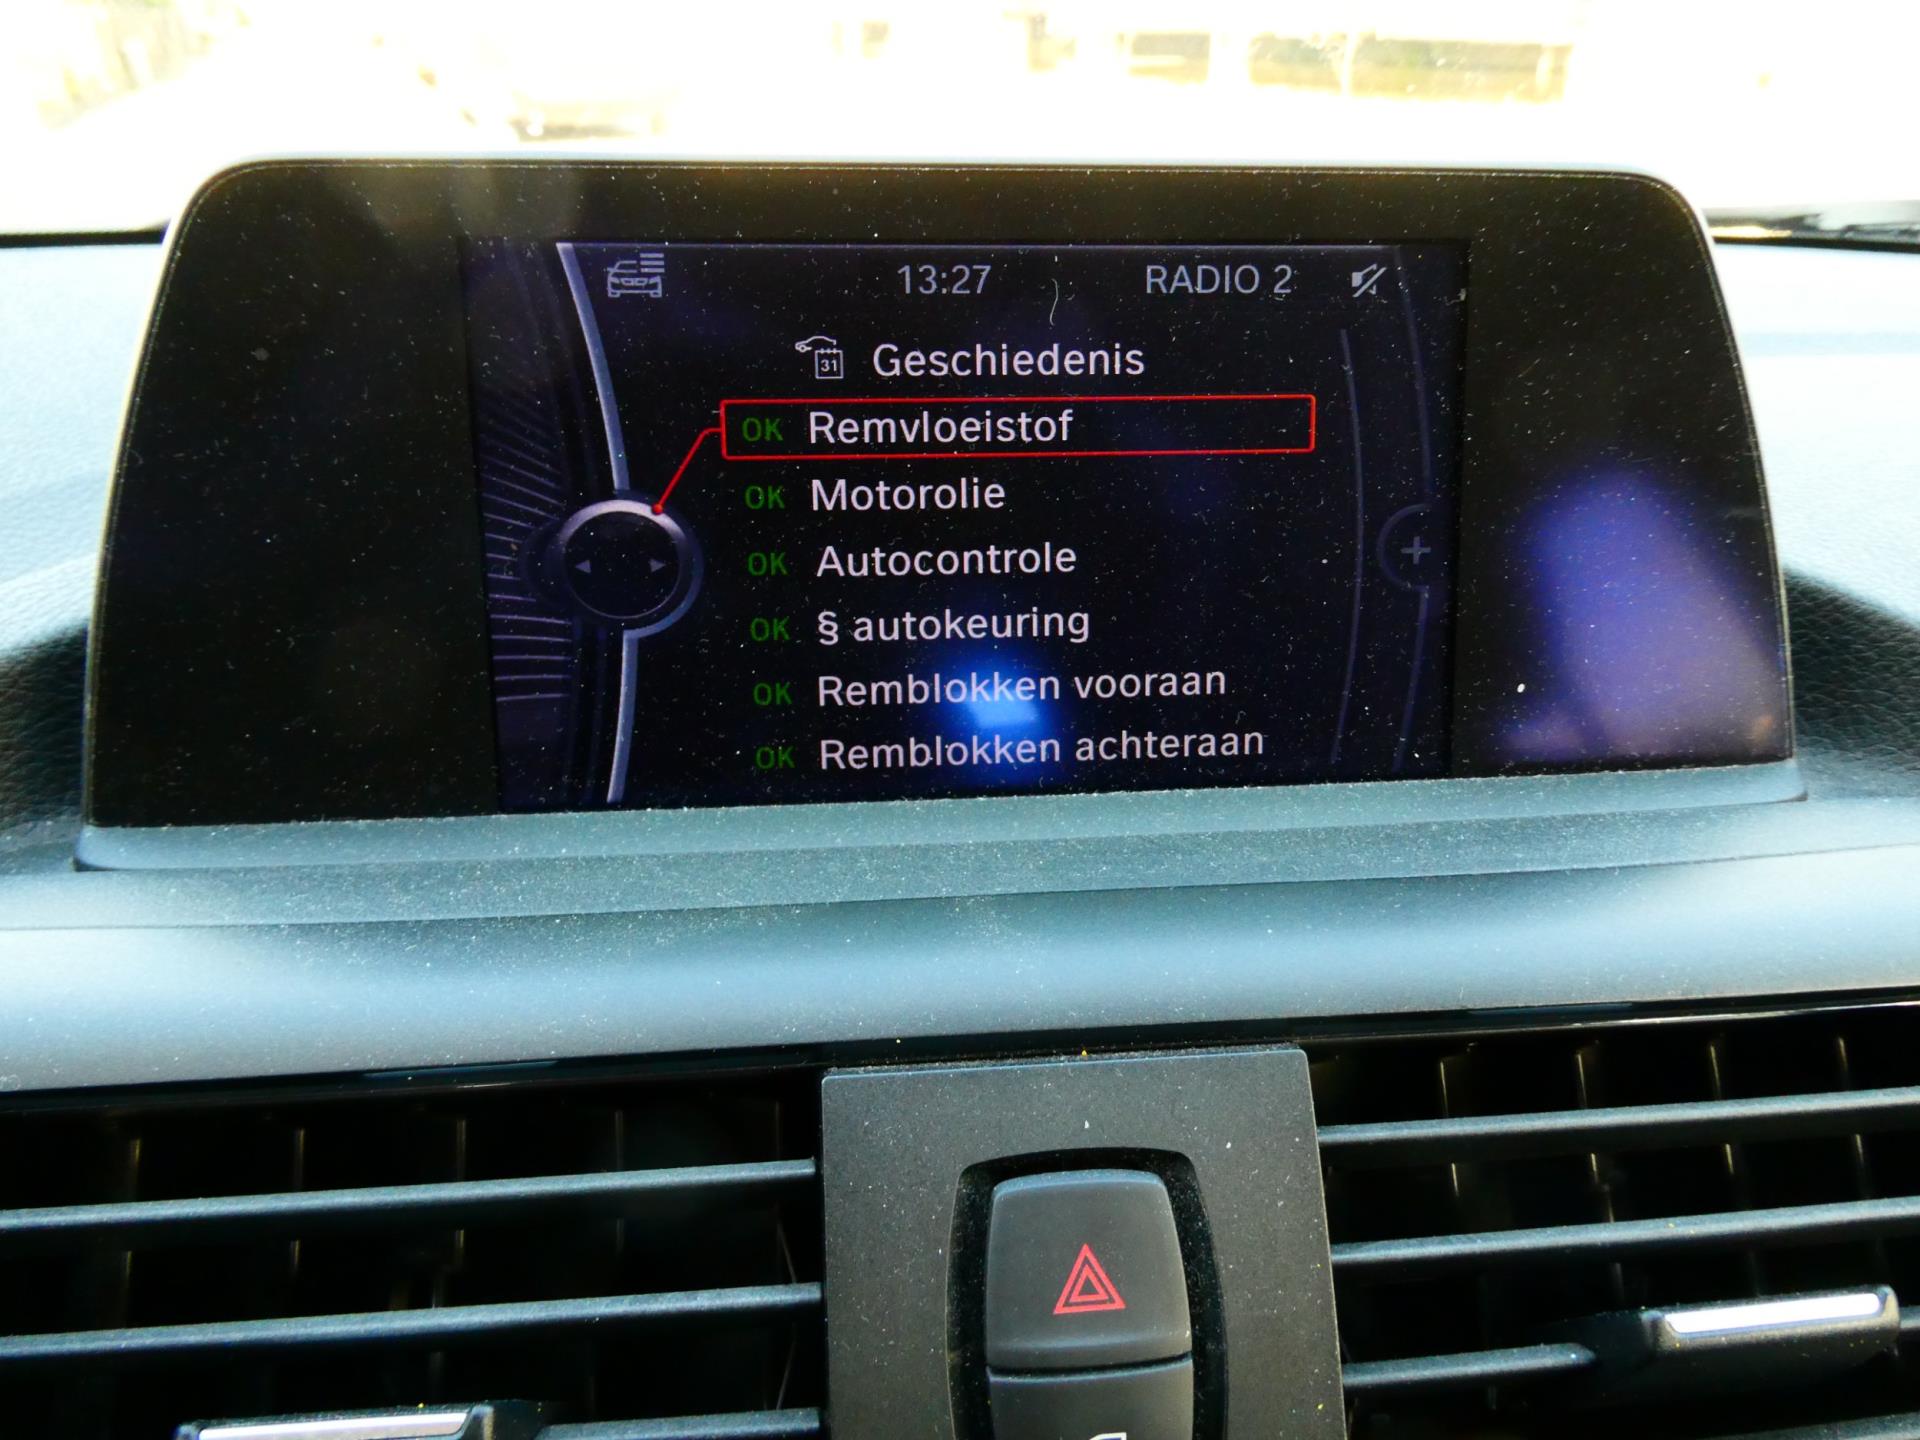 13:27 RADIO 2
31 Geschiedenis
OK Remvloeistof
OK Motorolie
OK Autocontrole
OK § autokeuring
OK Remblokken vooraan
OK Remblokken achteraan